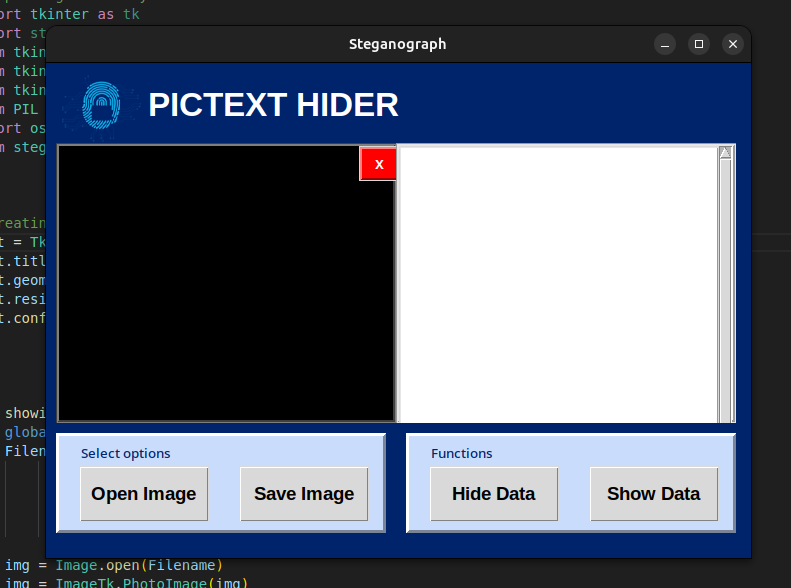 ort tkinter as tk
ort st
Steganograph
m tkin
m tkin
m tkin
m PIL
ort os
m steg
PICTEXT HIDER
X
reatin
t = Tk
t.titl
t.geom
t.resi
t.conf
showi
globa
Filen
Select options
Functions
Open Image
Save Image
Hide Data
Show Data
img = Image.open(Filename)
img = ImageTk.PhotoImage(img)